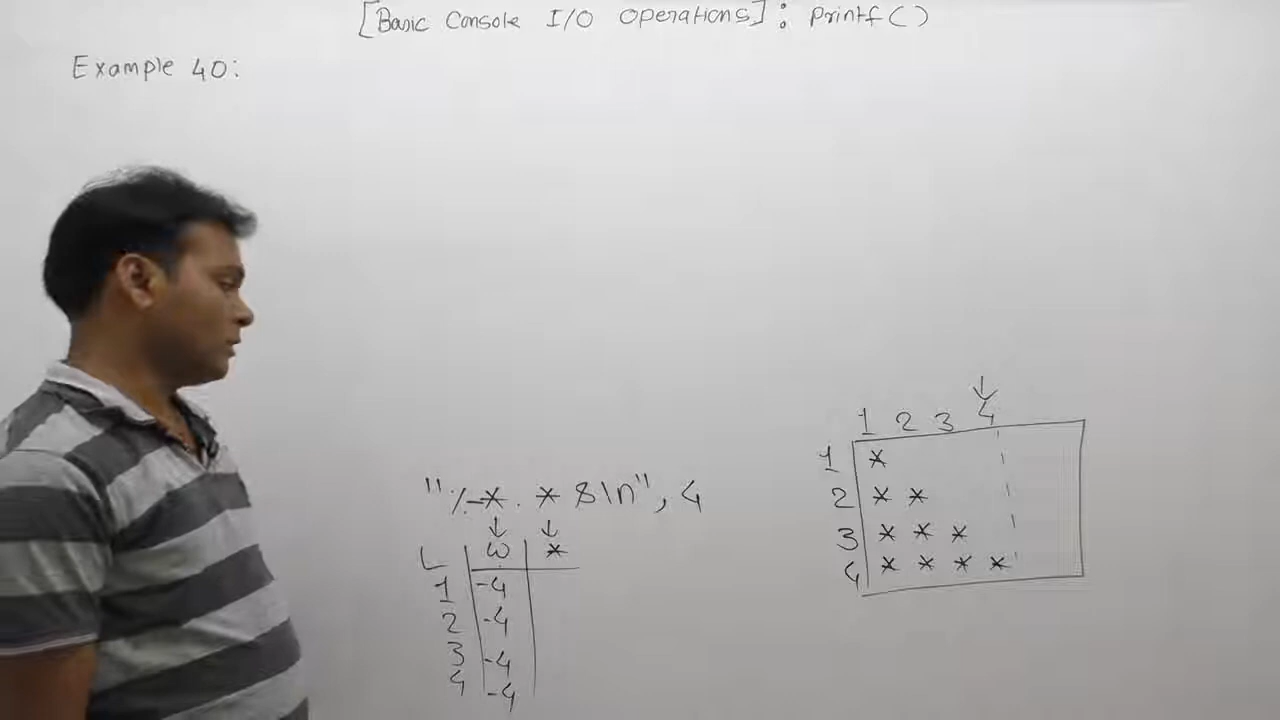 [Basic Console I/O Operations] : Printf()
Example 40:
"%-*. *s\n", 4
↓ ↓
L | w | *
1 | -4 |
2 | -4 |
3 | -4 |
4 | -4 |
↓
1 2 3 4
1 *
2 * *
3 * * *
4 * * * *